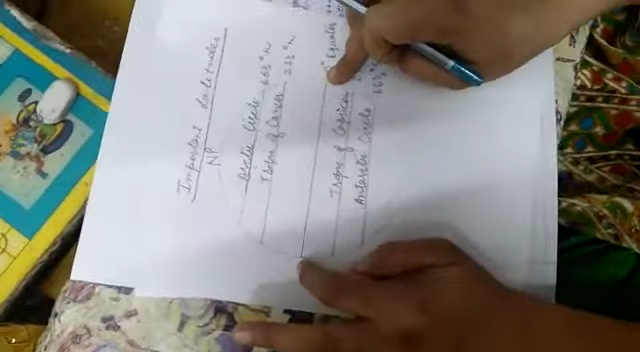 Important Latitudes
NP
Arctic Circle 66½° N
Tropic of Cancer 23½° N
Equator
Tropic of Capricon
Antarctic Circle 66½°